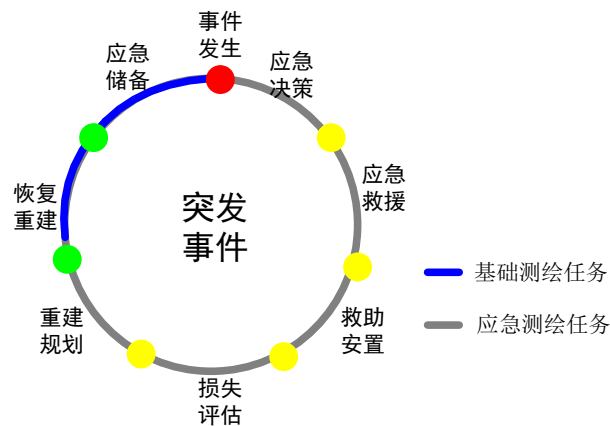 事件
发生
应急
决策
应急
救援
救助
安置
损失
评估
重建
规划
恢复
重建
应急
储备
突发
事件
基础测绘任务
应急测绘任务